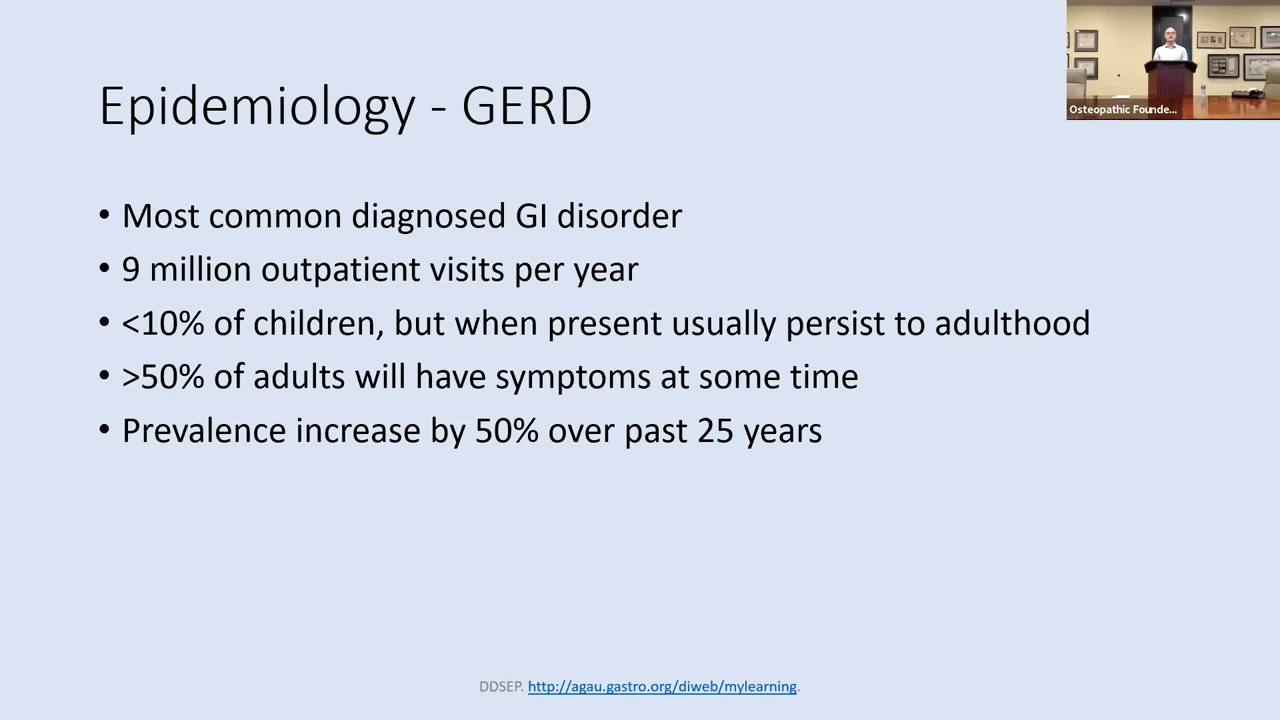 Epidemiology - GERD
Osteopathic Founde...
• Most common diagnosed GI disorder
• 9 million outpatient visits per year
• <10% of children, but when present usually persist to adulthood
• >50% of adults will have symptoms at some time
• Prevalence increase by 50% over past 25 years
DDSEP. http://agau.gastro.org/diweb/mylearning.